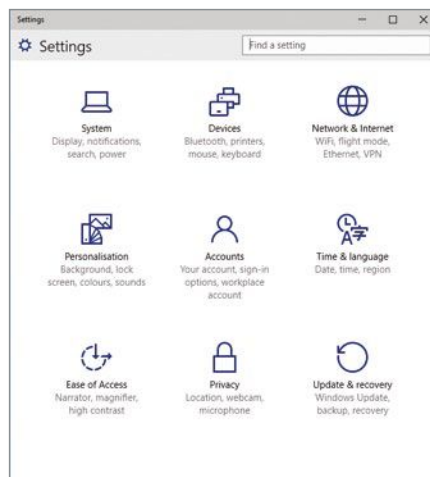 Settings
Settings
Find a setting
System
Display, notifications,
search, power
Devices
Bluetooth, printers,
mouse, keyboard
Network & Internet
WiFi, flight mode,
Ethernet, VPN
Personalisation
Background, lock
screen, colours, sounds
Accounts
Your account, sign-in
options, workplace
account
Time & language
Date, time, region
Ease of Access
Narrator, magnifier,
high contrast
Privacy
Location, webcam,
microphone
Update & recovery
Windows Update,
backup, recovery